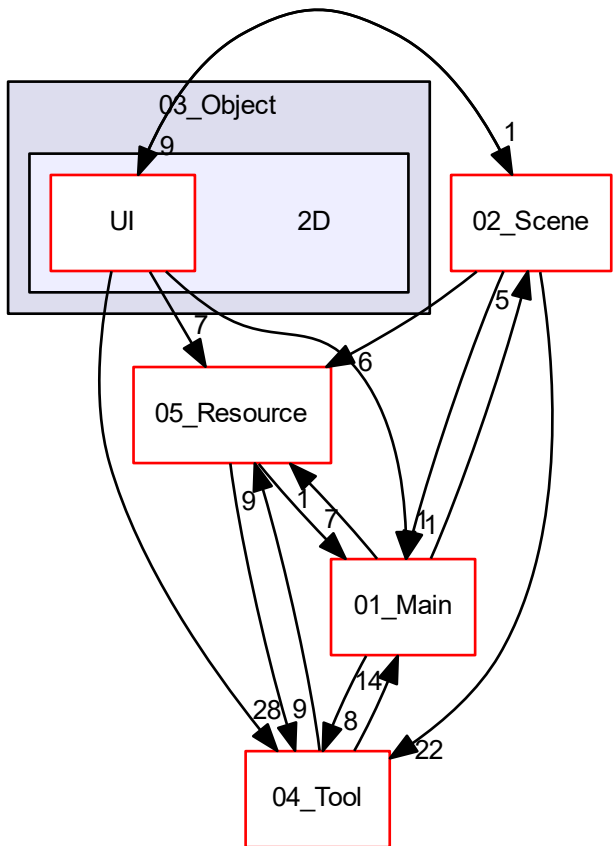 1
03_Object
9
UI
2D
02_Scene
5
7
6
05_Resource
9
1
7
1
1
01_Main
14
28
9
8
22
04_Tool